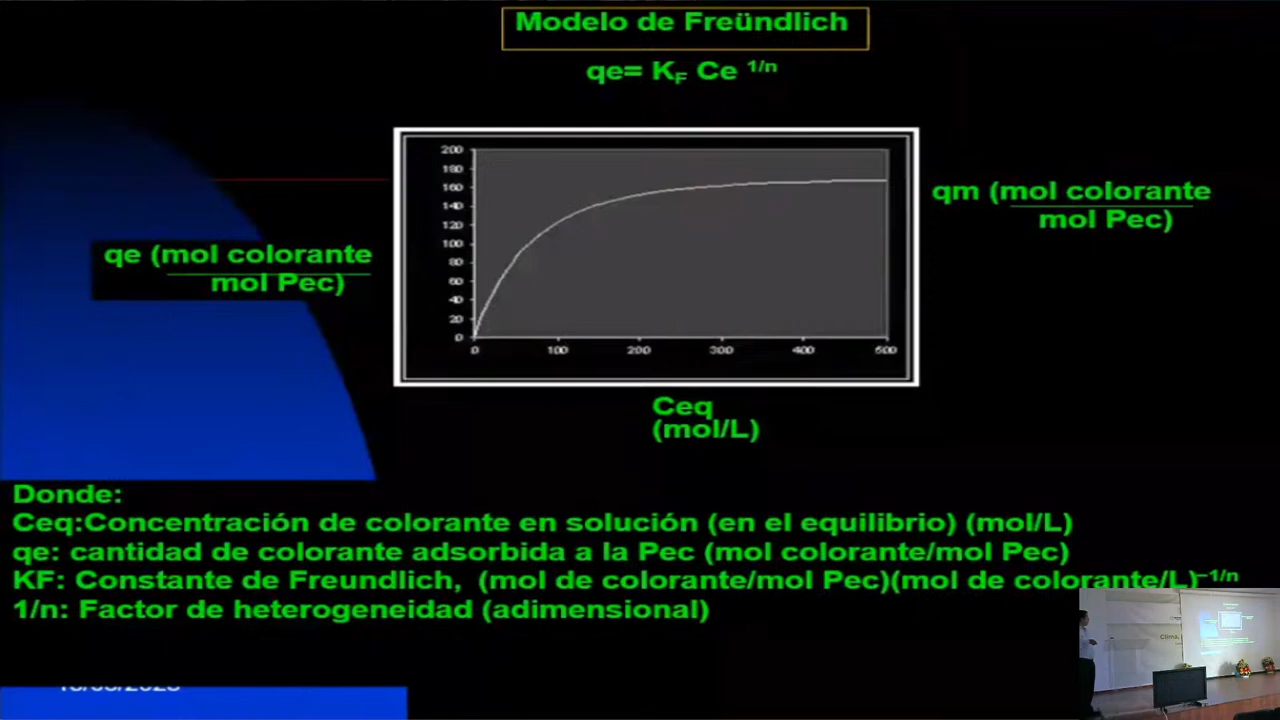 Modelo de Freündlich
qe= KF Ce 1/n
200
180
160
140
120
100
80
60
40
20
0
0 100 200 300 400 500
qe (mol colorante
mol Pec)
qm (mol colorante
mol Pec)
Ceq
(mol/L)
Donde:
Ceq:Concentración de colorante en solución (en el equilibrio) (mol/L)
qe: cantidad de colorante adsorbida a la Pec (mol colorante/mol Pec)
KF: Constante de Freundlich, (mol de colorante/mol Pec)(mol de colorante/L)–1/n
1/n: Factor de heterogeneidad (adimensional)
Clima,